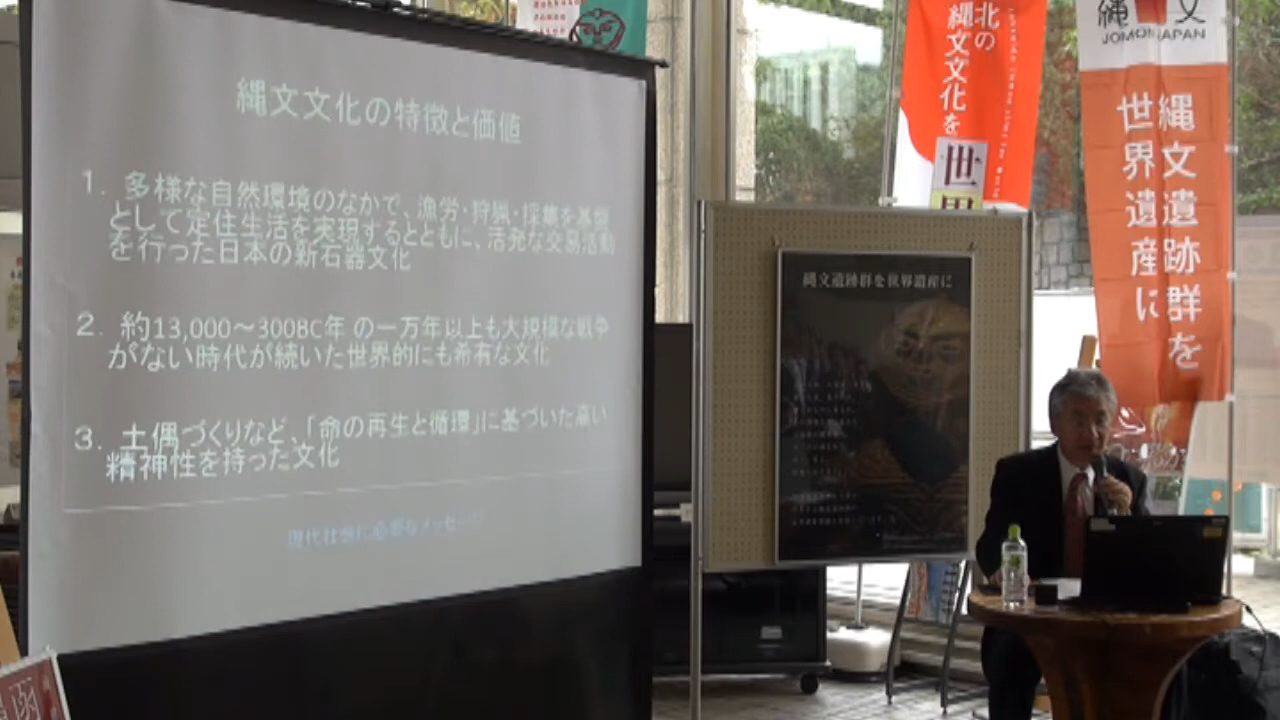 縄文文化の特徴と価値
1. 多様な自然環境のなかで、漁労・狩猟・採集を基盤
として定住生活を実現するとともに、活発な交易活動
を行った日本の新石器文化
2. 約13,000～300BC年 の一万年以上も大規模な戦争
がない時代が続いた世界的にも希有な文化
3. 土偶づくりなど、「命の再生と循環」に基づいた高い
精神性を持った文化
現代社会に必要なメッセージ
縄文遺跡群を世界遺産に
北の
縄文文化を
世界
縄文
JOMON JAPAN
縄文遺跡群を
世界遺産に
函